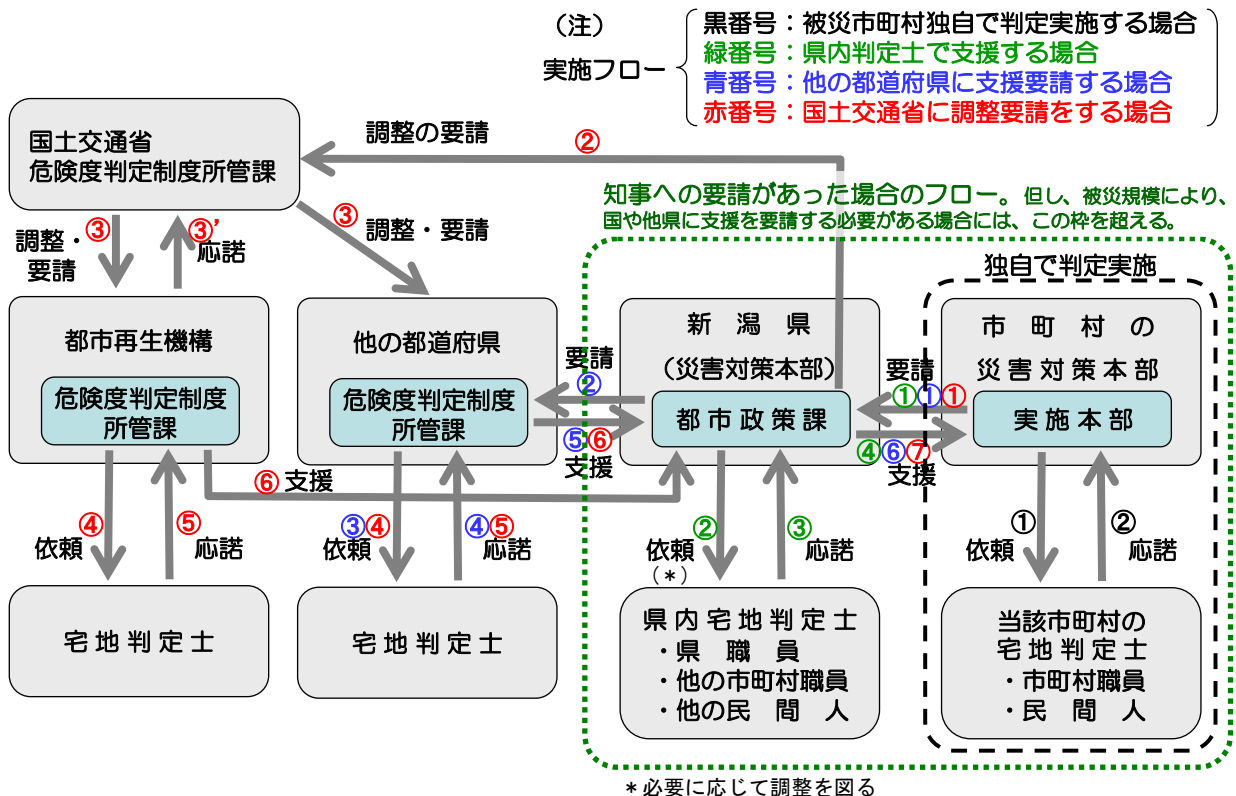 (注)
実施フロー
黒番号：被災市町村独自で判定実施する場合
緑番号：県内判定士で支援する場合
青番号：他の都道府県に支援要請する場合
赤番号：国土交通省に調整要請をする場合
国土交通省
危険度判定制度所管課
調整の要請
②
知事への要請があった場合のフロー。但し、被災規模により、
国や他県に支援を要請する必要がある場合には、この枠を超える。
③
調整・
要請
③’
応諾
③
調整・要請
独自で判定実施
都市再生機構
危険度判定制度
所管課
他の都道府県
危険度判定制度
所管課
要請
②
⑤⑥
支援
新潟県
(災害対策本部)
都市政策課
要請
①①①
④⑥⑦
支援
市町村の
災害対策本部
実施本部
⑥支援
④
依頼
⑤
応諾
③④
依頼
④⑤
応諾
②
依頼
(＊)
③
応諾
①
依頼
②
応諾
宅地判定士
宅地判定士
県内宅地判定士
・県職員
・他の市町村職員
・他の民間人
当該市町村の
宅地判定士
・市町村職員
・民間人
＊必要に応じて調整を図る